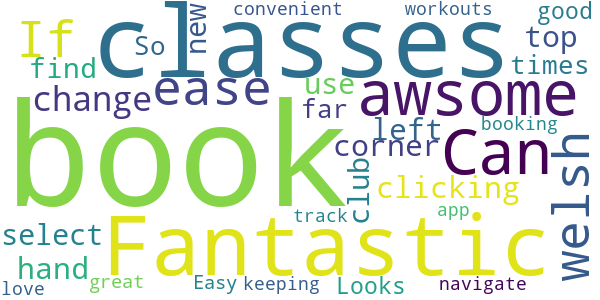 convenient
workouts
good
If
classes
new
So
top
find
times
change
ease
use
awsome
far
left
booking
book
corner
Can
welsh
club
clicking
track
app
select
Fantastic
hand
love
great
Easy
keeping
Looks
navigate